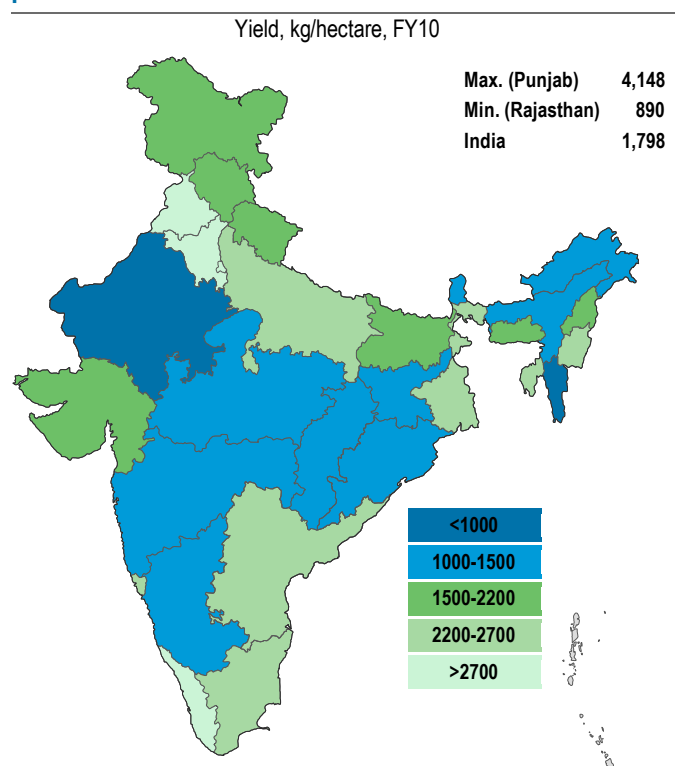 Yield, kg/hectare, FY10
Max. (Punjab) 4,148
Min. (Rajasthan) 890
India 1,798
<1000
1000-1500
1500-2200
2200-2700
>2700